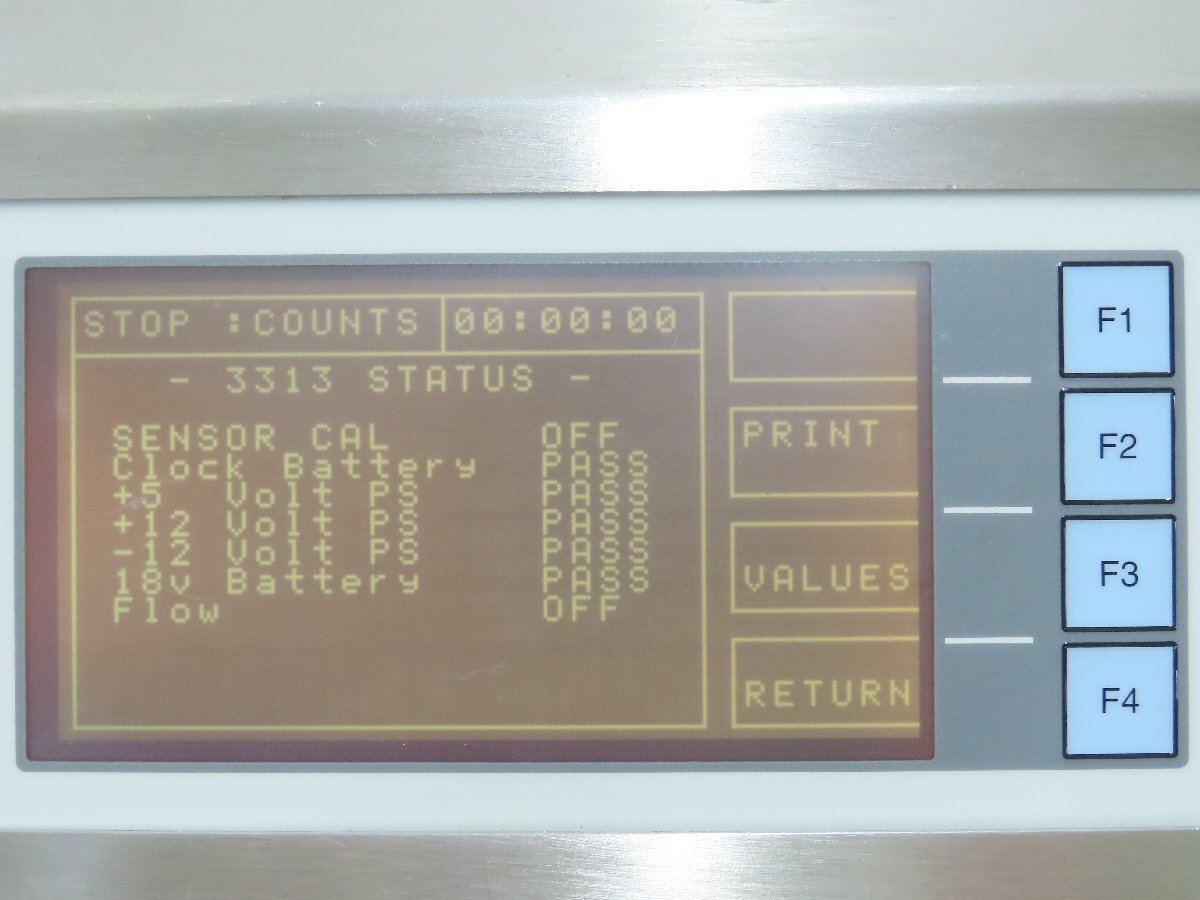 STOP :COUNTS 00:00:00
- 3313 STATUS -
SENSOR CAL OFF
Clock Battery PASS
+5 Volt PS PASS
+12 Volt PS PASS
-12 Volt PS PASS
18v Battery PASS
Flow OFF
PRINT
VALUES
RETURN
F1
F2
F3
F4